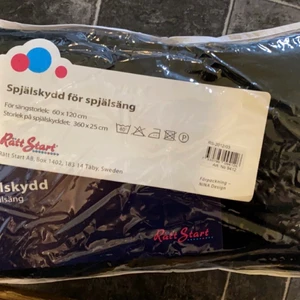 Spjälskydd för spjälsäng
För sängstorlek: 60 x 120 cm
Storlek på spjälskyddet: 360 x 25 cm
Rätt Start
Rätt Start AB, Box 1402, 183 14 Täby, Sweden
lskydd
jälsäng
Rätt Start